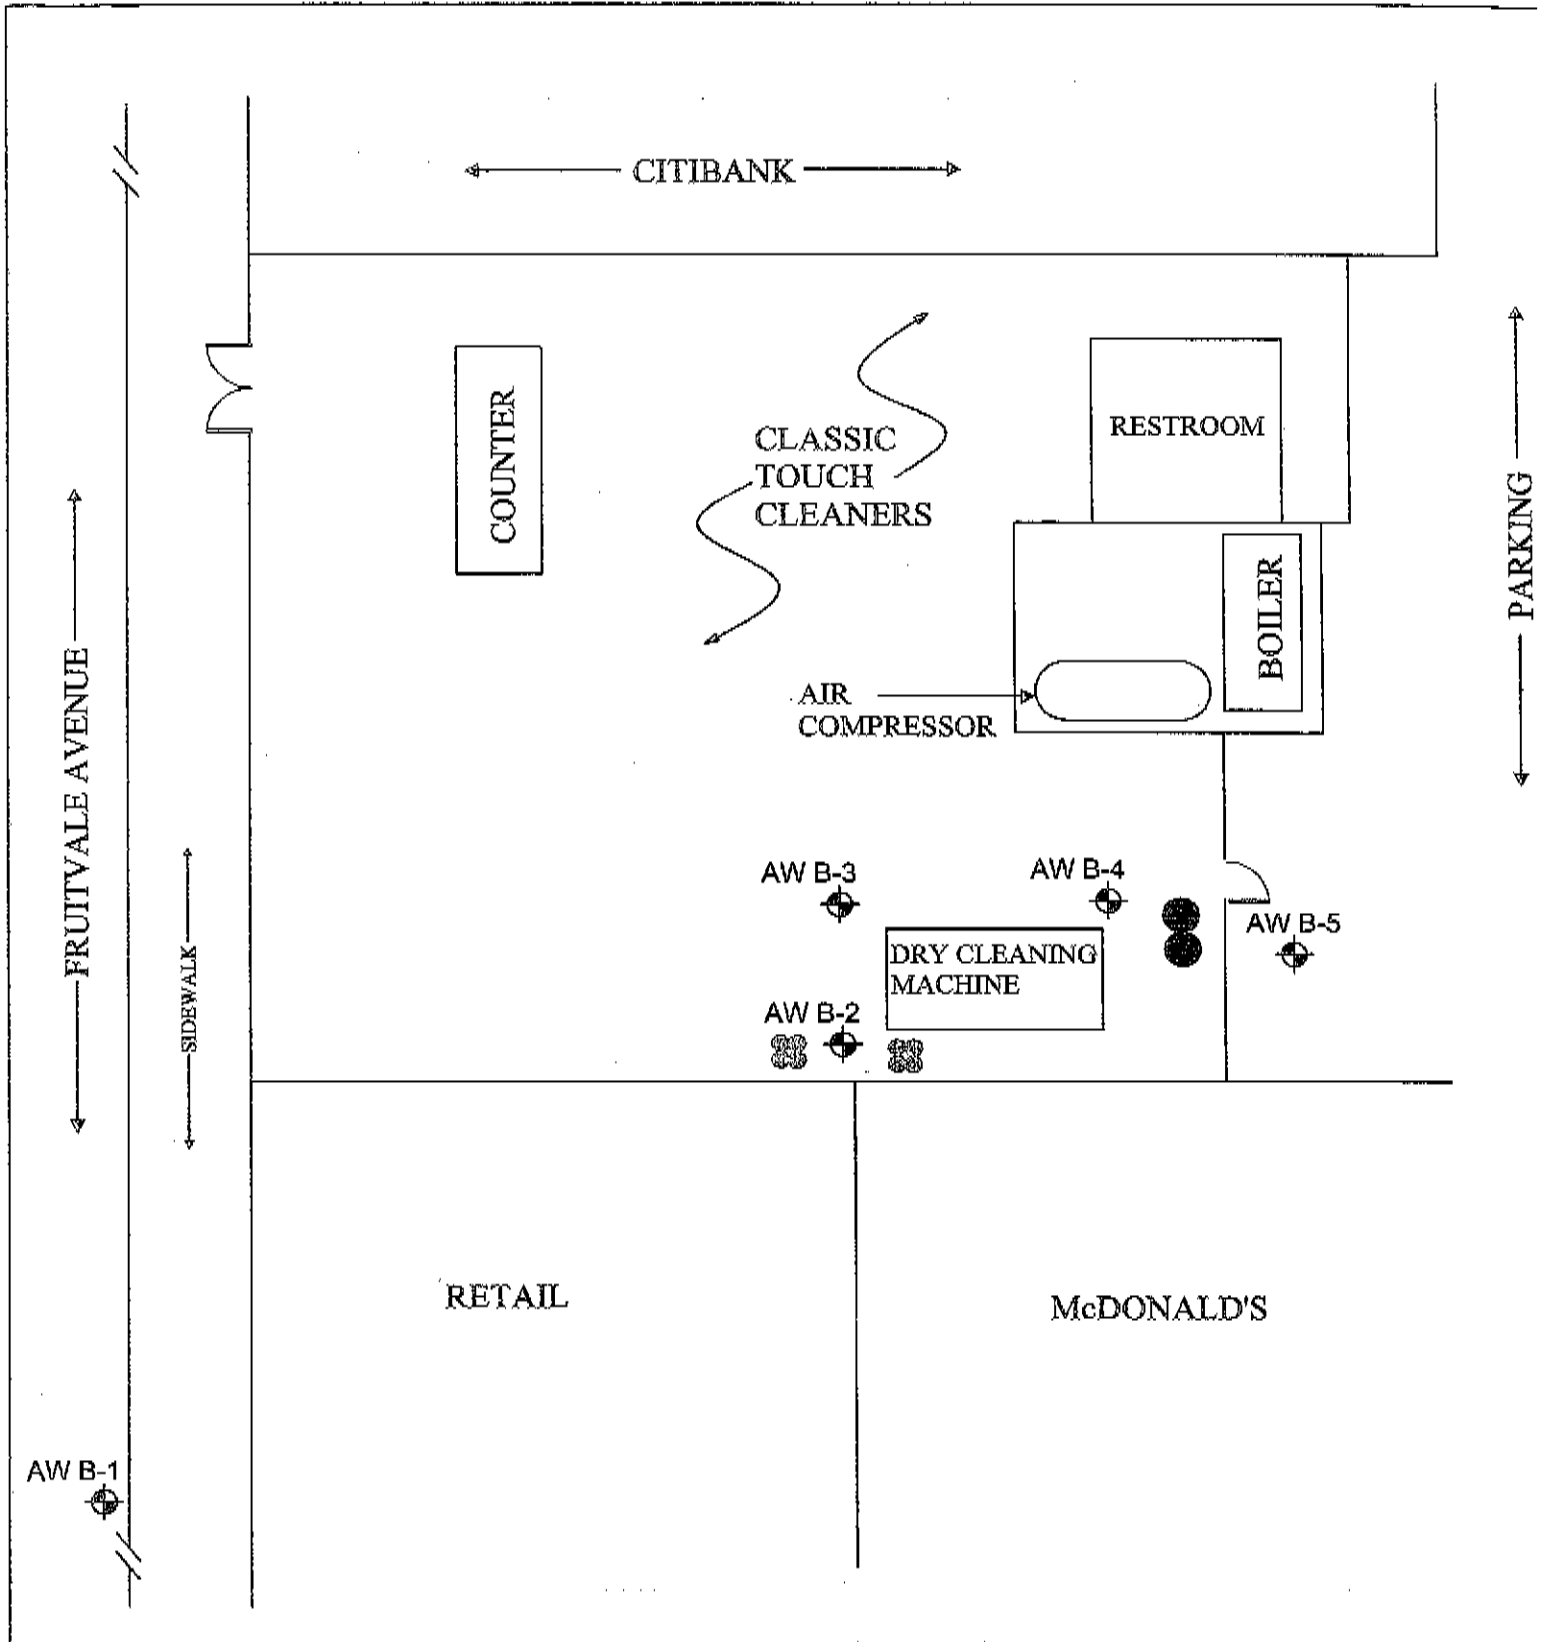 CITIBANK
COUNTER
CLASSIC
TOUCH
CLEANERS
RESTROOM
BOILER
PARKING
AIR
COMPRESSOR
FRUITVALE AVENUE
SIDEWALK
AW B-3
AW B-4
AW B-5
DRY CLEANING
MACHINE
AW B-2
RETAIL
McDONALD'S
AW B-1